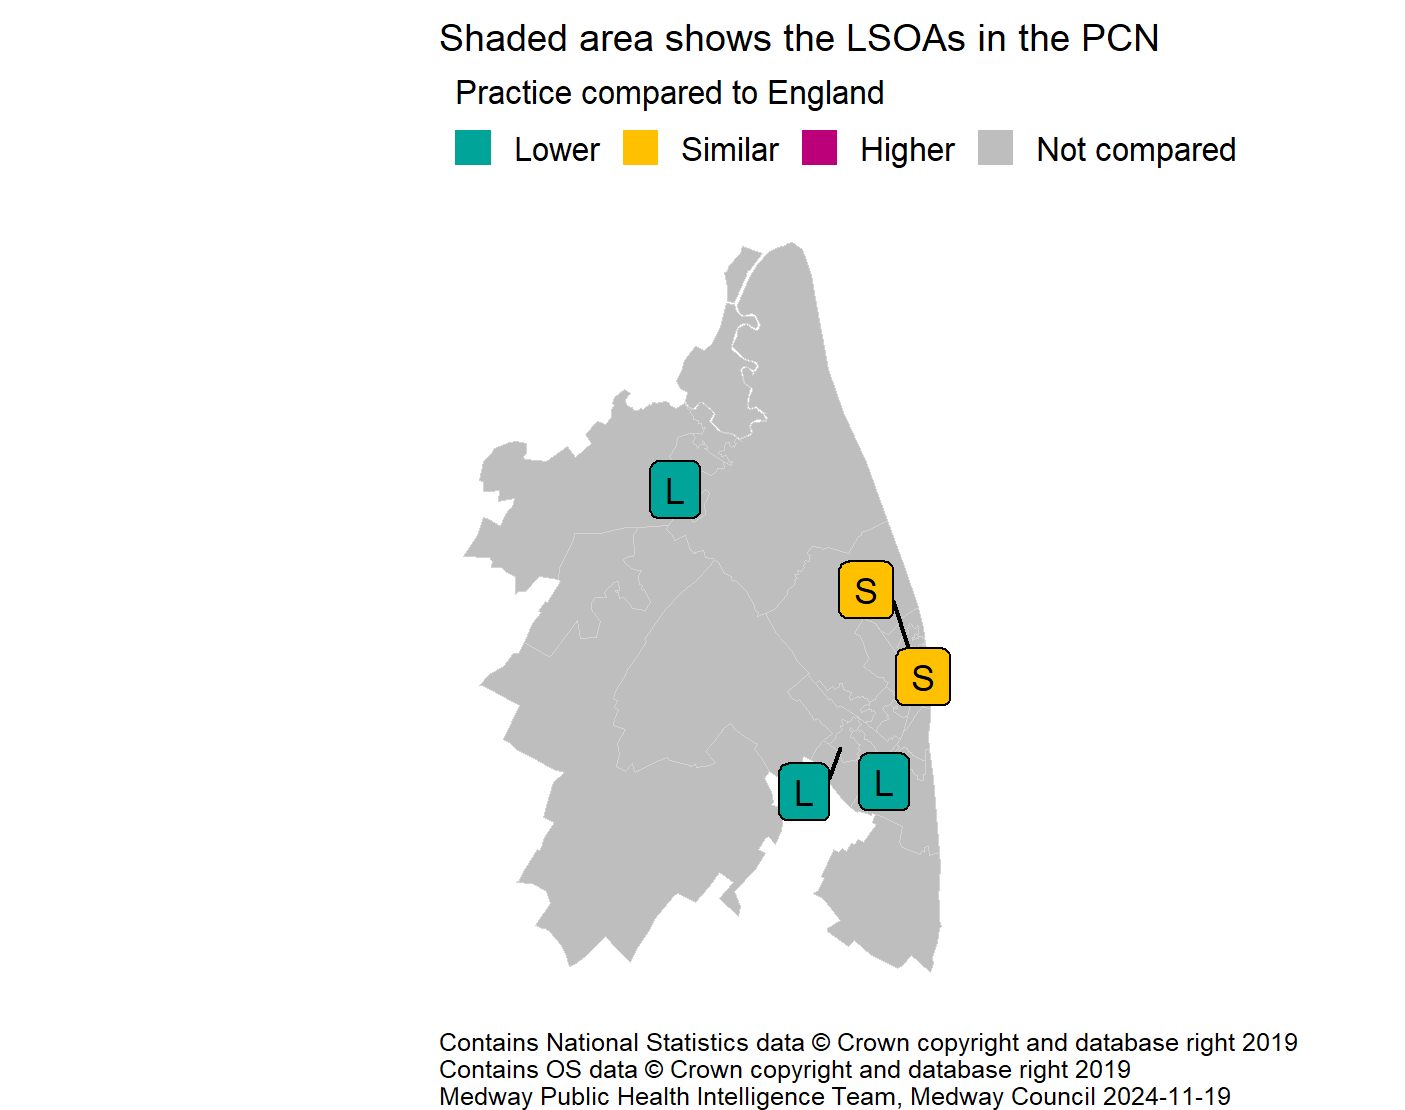 Shaded area shows the LSOAs in the PCN
Practice compared to England
Lower Similar Higher Not compared
L
S
S
L
L
Contains National Statistics data © Crown copyright and database right 2019
Contains OS data © Crown copyright and database right 2019
Medway Public Health Intelligence Team, Medway Council 2024-11-19